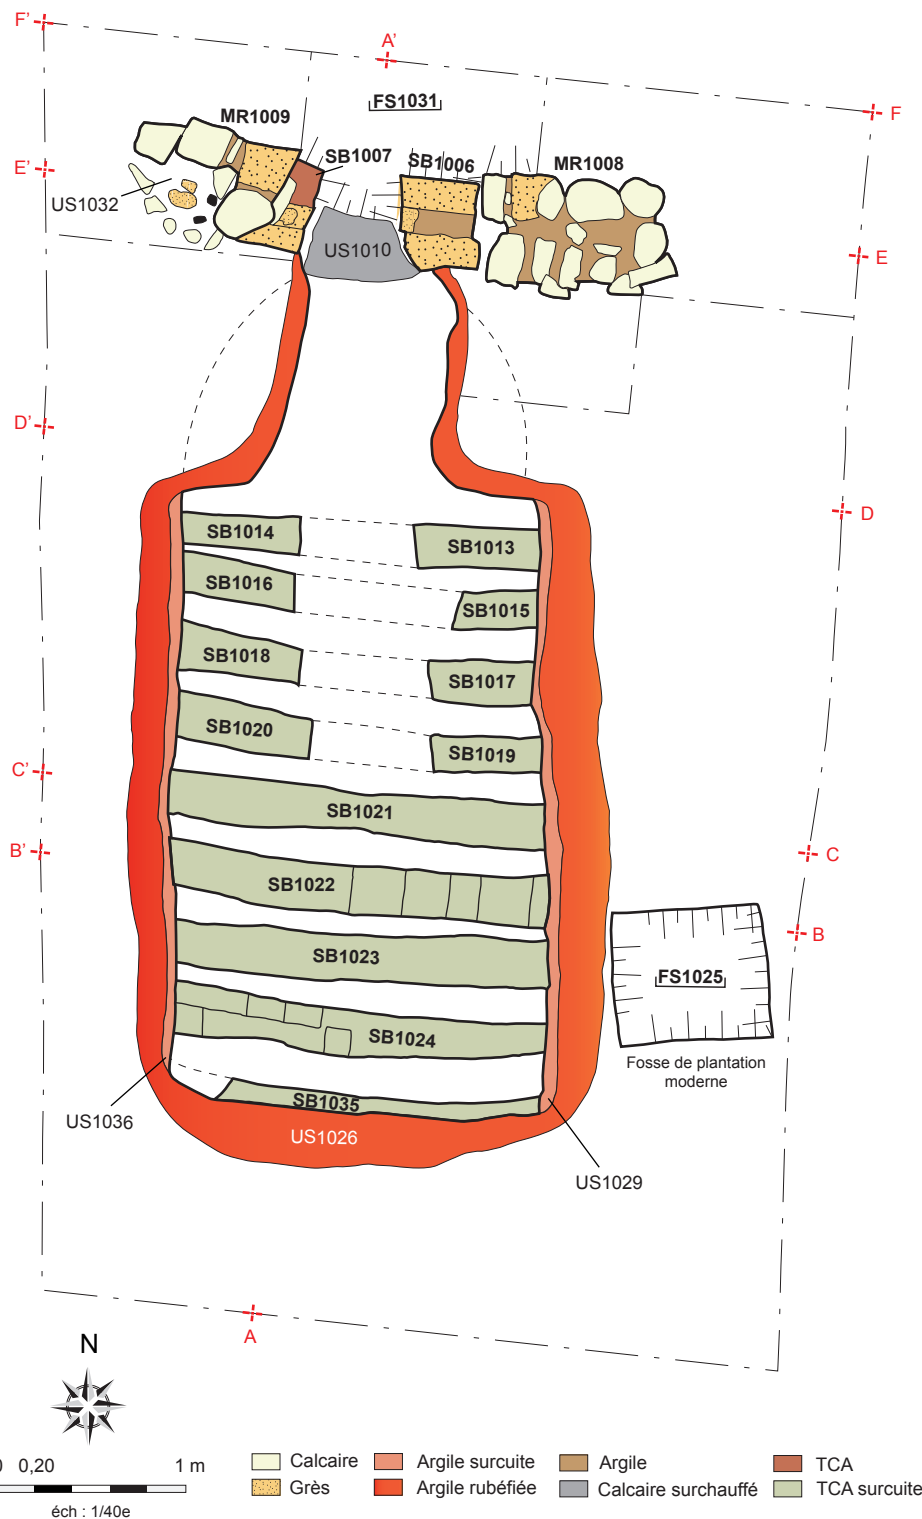 F'
A'
FS1031
F
MR1009
SB1007
SB1006
MR1008
E'
US1032
US1010
E
D'
D
SB1014
SB1013
SB1016
SB1015
SB1018
SB1017
SB1020
SB1019
C'
SB1021
B'
C
SB1022
B
SB1023
FS1025
SB1024
Fosse de plantation
moderne
SB1035
US1036
US1026
US1029
A
N
0 0,20 1 m
éch : 1/40e
Calcaire
Argile surcuite
Argile
TCA
Grès
Argile rubéfiée
Calcaire surchauffé
TCA surcuite